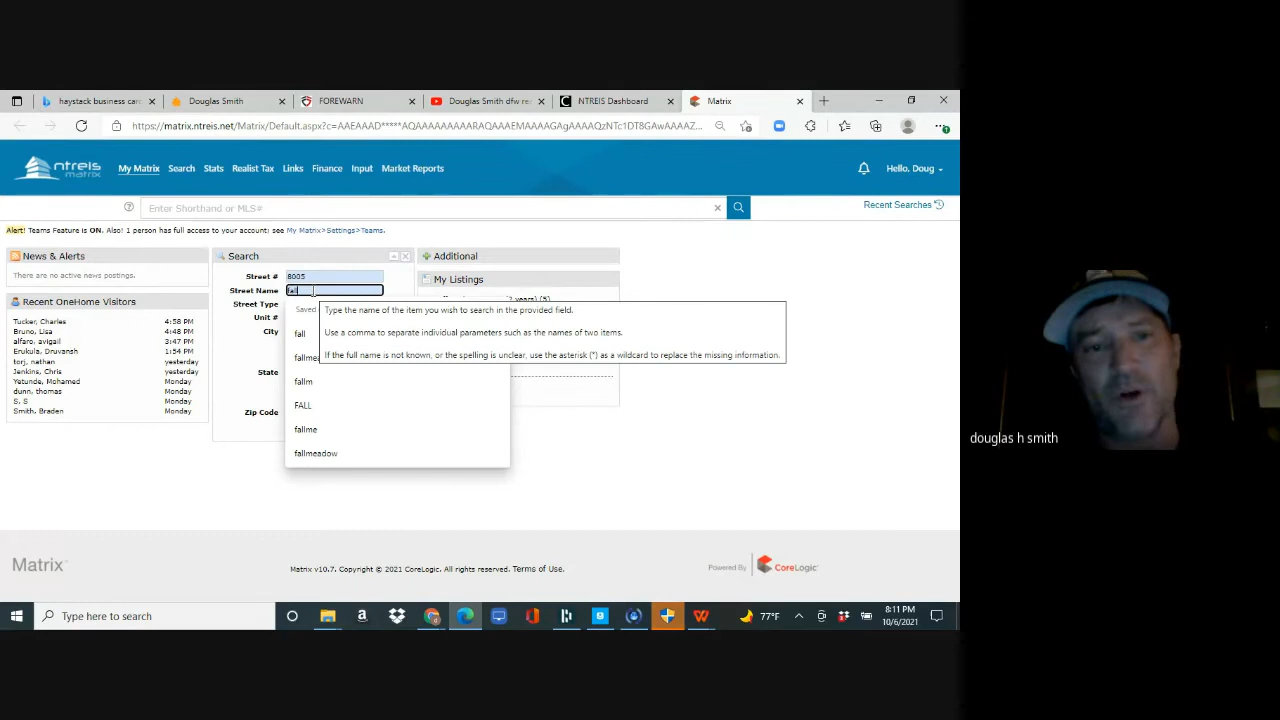 haystack business car
Douglas Smith
FOREWARN
Douglas Smith dfw re
NTREIS Dashboard
Matrix
https://matrix.ntreis.net/Matrix/Default.aspx?c=AAEAAAD*****AQAAAAAAAAARAQAAAEMAAAAGAgAAAAQzNTc1DT8GAwAAAAZ...
ntreis
matrix
My Matrix
Search
Stats
Realist Tax
Links
Finance
Input
Market Reports
Hello, Doug
Enter Shorthand or MLS#
Recent Searches
Alert! Teams Feature is ON. Also! 1 person has full access to your account: see My Matrix>Settings>Teams.
News & Alerts
There are no active news postings.
Recent OneHome Visitors
Tucker, Charles 4:58 PM
Bruno, Lisa 4:48 PM
alfaro, avigail 3:47 PM
Erukula, Druvansh 1:54 PM
torj, nathan yesterday
Jenkins, Chris yesterday
Yetunde, Mohamed Monday
dunn, thomas Monday
S, S Monday
Smith, Braden Monday
Search
Street # 8005
Street Name fall
Street Type
Unit #
City
State
Zip Code
Saved
fall
fallmea
fallm
FALL
fallme
fallmeadow
Type the name of the item you wish to search in the provided field.
Use a comma to separate individual parameters such as the names of two items.
If the full name is not known, or the spelling is unclear, use the asterisk (*) as a wildcard to replace the missing information.
Additional
My Listings
douglas h smith
Matrix
Matrix v10.7. Copyright © 2021 CoreLogic. All rights reserved. Terms of Use.
Powered By
CoreLogic
Type here to search
77°F
8:11 PM
10/6/2021